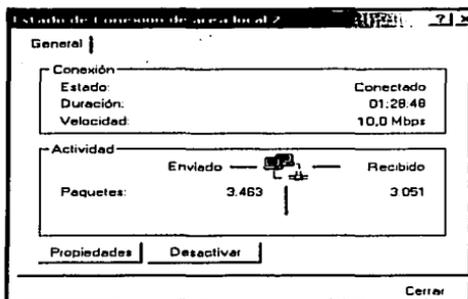 Estado de Conexión de área local 2
General
Conexión
Estado: Conectado
Duración: 01:28:48
Velocidad: 10,0 Mbps
Actividad
Enviado Recibido
Paquetes: 3.463 3.051
Propiedades Desactivar
Cerrar